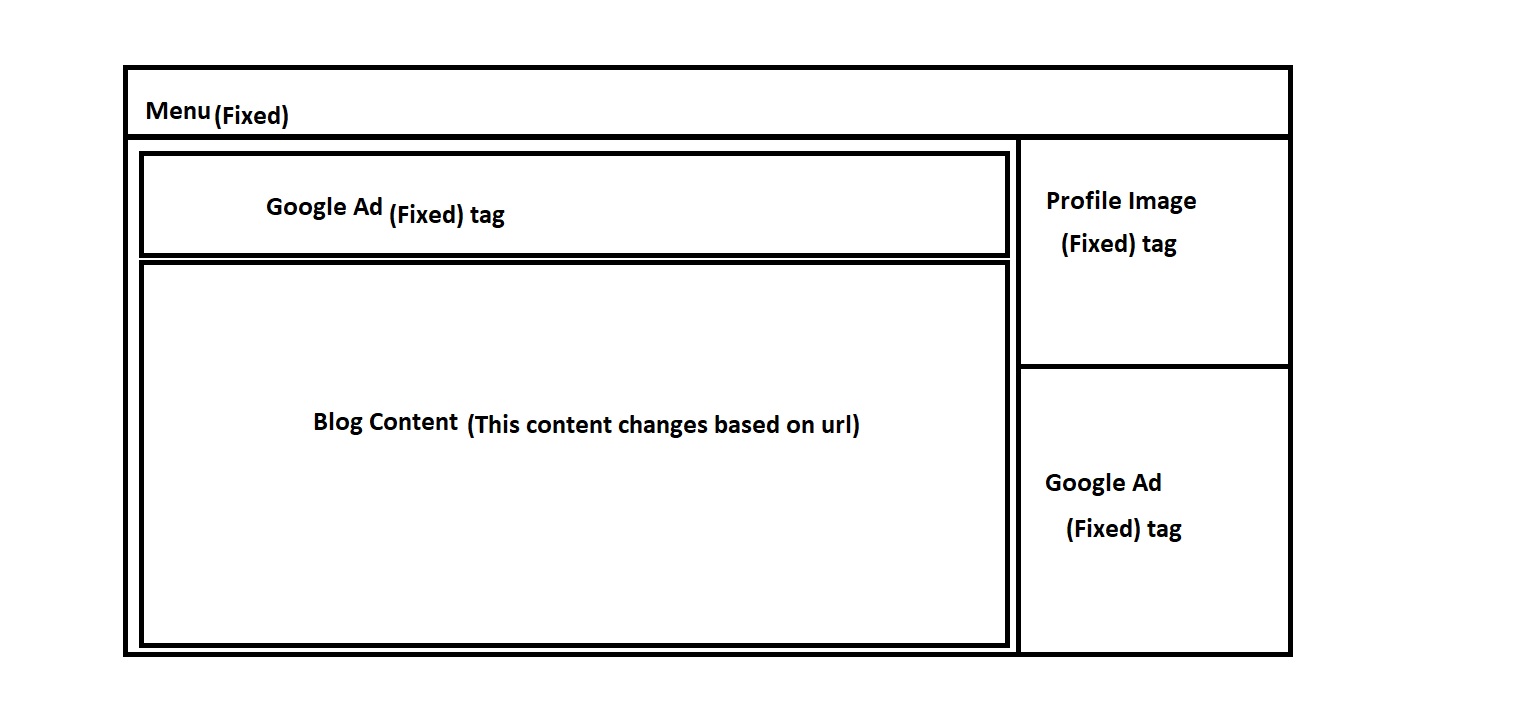 Menu (Fixed)
Google Ad (Fixed) tag
Blog Content (This content changes based on url)
Profile Image
(Fixed) tag
Google Ad
(Fixed) tag